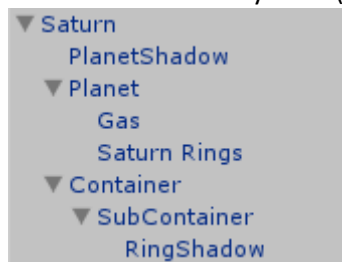 Saturn
PlanetShadow
Planet
Gas
Saturn Rings
Container
SubContainer
RingShadow